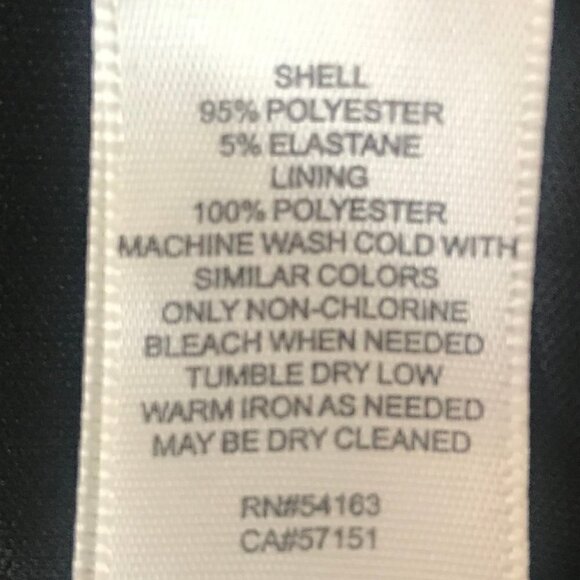 SHELL
95% POLYESTER
5% ELASTANE
LINING
100% POLYESTER
MACHINE WASH COLD WITH
SIMILAR COLORS
ONLY NON-CHLORINE
BLEACH WHEN NEEDED
TUMBLE DRY LOW
WARM IRON AS NEEDED
MAY BE DRY CLEANED
RN#54163
CA#57151